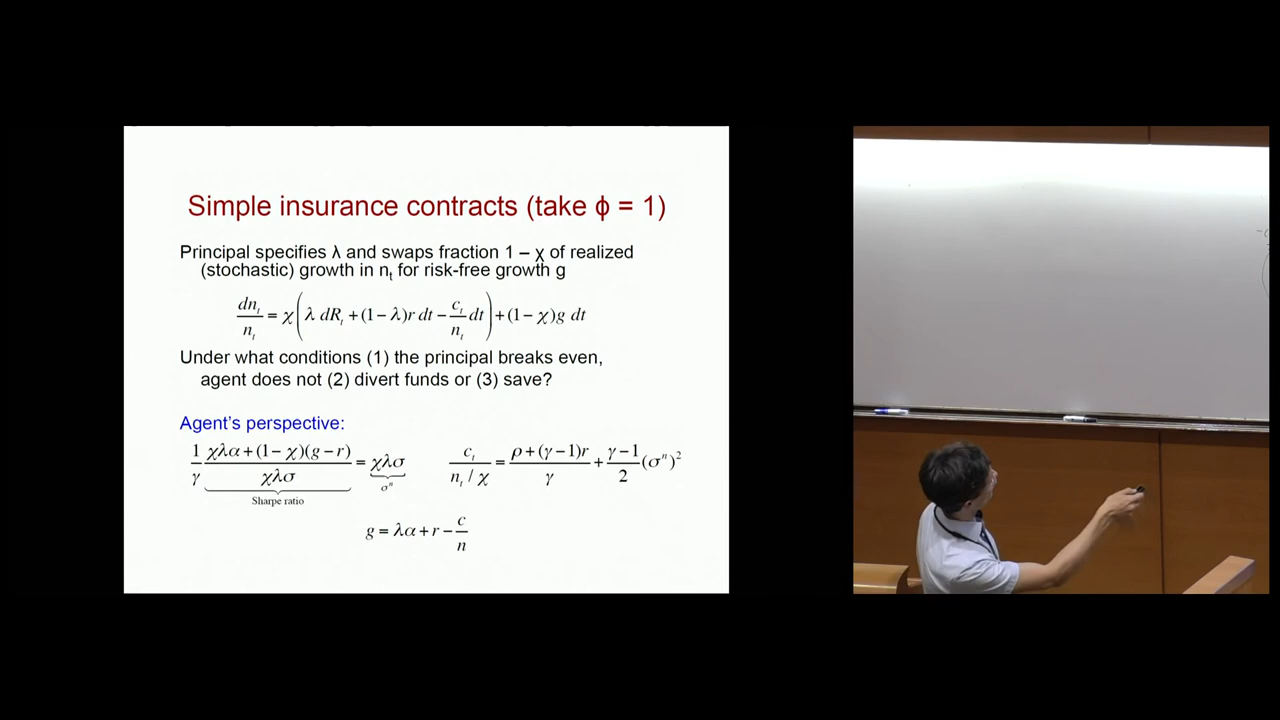 Simple insurance contracts (take ϕ = 1)
Principal specifies λ and swaps fraction 1 – χ of realized
(stochastic) growth in n_t for risk-free growth g
dn_t / n_t = χ ( λ dR_t + (1 − λ)r dt − c_t / n_t dt ) + (1 − χ)g dt
Under what conditions (1) the principal breaks even,
agent does not (2) divert funds or (3) save?
Agent's perspective:
1/γ (χλα + (1 − χ)(g − r)) / χλσ = χλσ    c_t / (n_t / χ) = (ρ + (γ − 1)r) / γ + (γ − 1) / 2 (σ^n)^2
Sharpe ratio    σ^n
g = λα + r − c / n